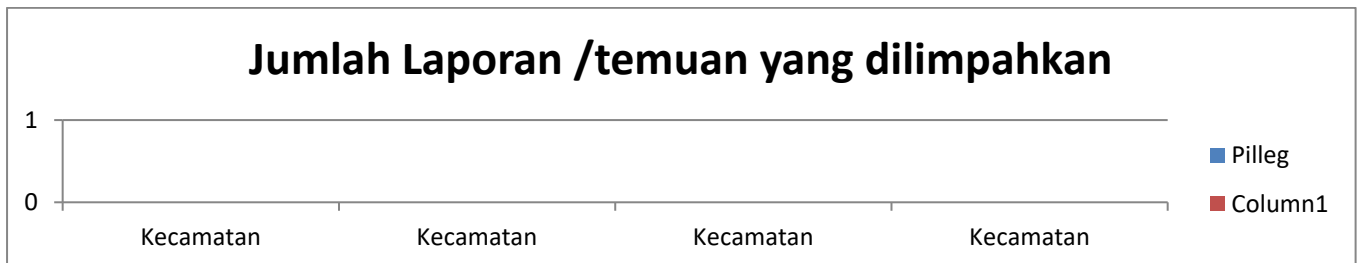 Jumlah Laporan /temuan yang dilimpahkan
1
0
Kecamatan Kecamatan Kecamatan Kecamatan
Pilleg
Column1